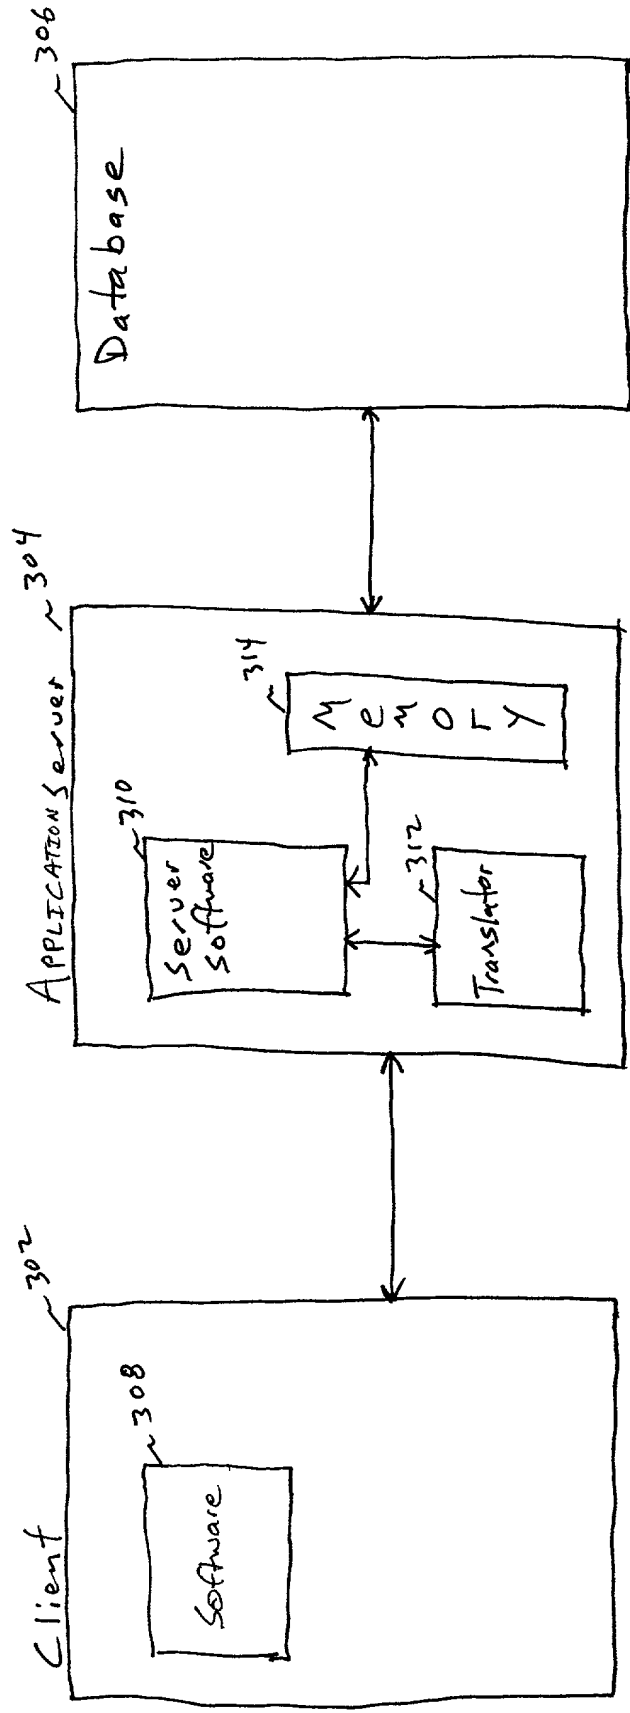 Client
302
Software
308
APPLICATION Server
304
Server
Software
310
Translator
312
Memory
314
Database
306